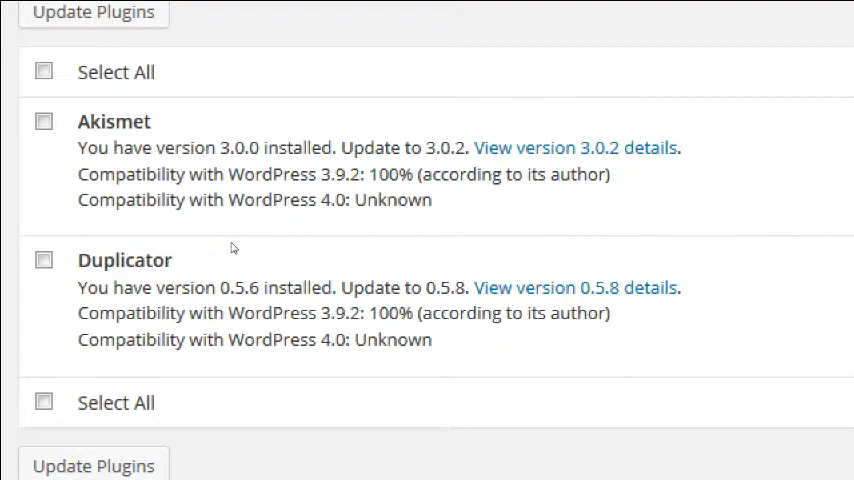 Update Plugins
Select All
Akismet
You have version 3.0.0 installed. Update to 3.0.2. View version 3.0.2 details.
Compatibility with WordPress 3.9.2: 100% (according to its author)
Compatibility with WordPress 4.0: Unknown
Duplicator
You have version 0.5.6 installed. Update to 0.5.8. View version 0.5.8 details.
Compatibility with WordPress 3.9.2: 100% (according to its author)
Compatibility with WordPress 4.0: Unknown
Select All
Update Plugins